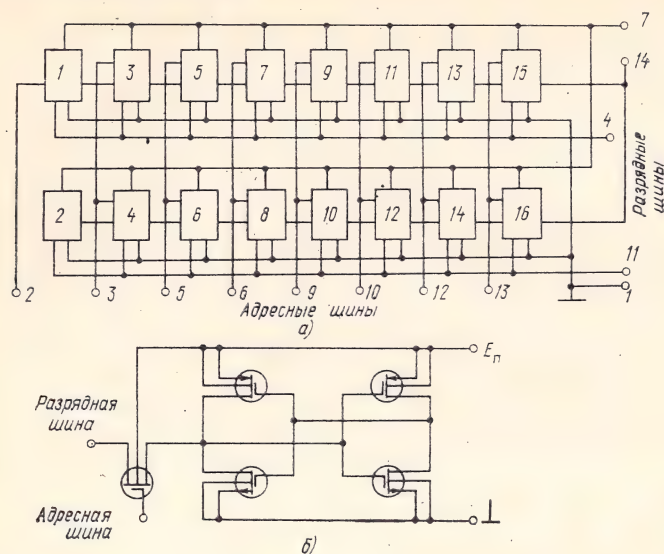 7
1 3 5 7 9 11 13 15
14
4
Разрядные
шины
2 4 6 8 10 12 14 16
11
2 3 5 6 9 10 12 13 1
Адресные шины
а)
Eп
Разрядная
шина
Адресная
шина
⊥
б)